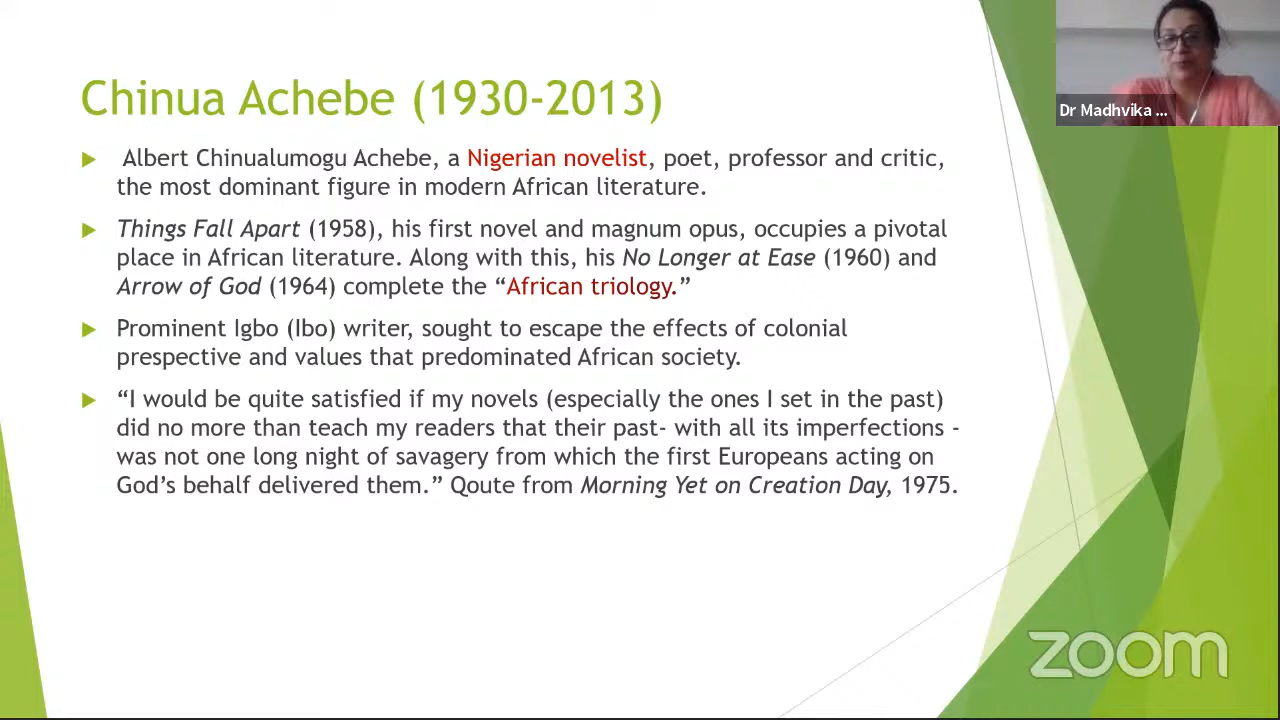 Chinua Achebe (1930-2013)
Albert Chinualumogu Achebe, a Nigerian novelist, poet, professor and critic,
the most dominant figure in modern African literature.
Things Fall Apart (1958), his first novel and magnum opus, occupies a pivotal
place in African literature. Along with this, his No Longer at Ease (1960) and
Arrow of God (1964) complete the “African triology.”
Prominent Igbo (Ibo) writer, sought to escape the effects of colonial
prespective and values that predominated African society.
“I would be quite satisfied if my novels (especially the ones I set in the past)
did no more than teach my readers that their past- with all its imperfections -
was not one long night of savagery from which the first Europeans acting on
God’s behalf delivered them.” Qoute from Morning Yet on Creation Day, 1975.
Dr Madhvika ...
zoom